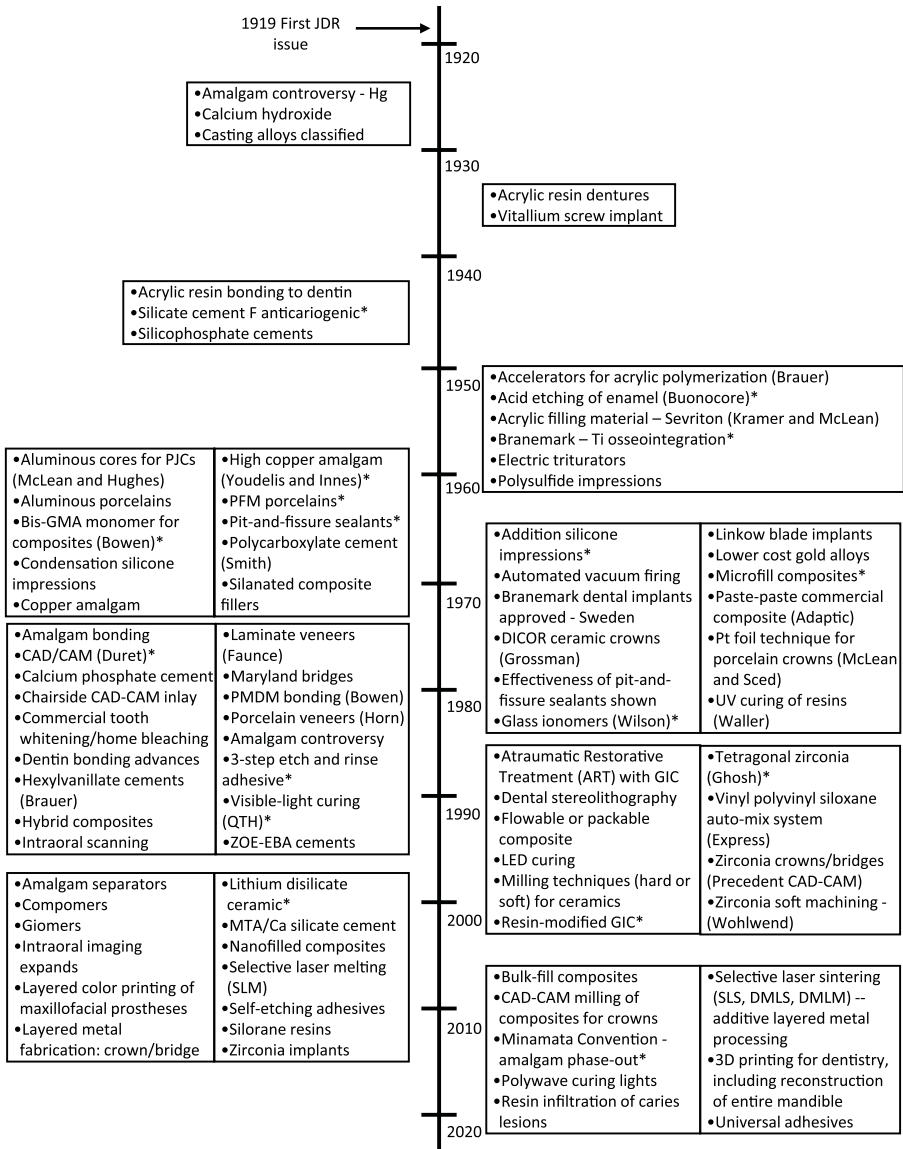 1919 First JDR
issue
1920
•Amalgam controversy - Hg
•Calcium hydroxide
•Casting alloys classified
1930
•Acrylic resin dentures
•Vitallium screw implant
1940
•Acrylic resin bonding to dentin
•Silicate cement F anticariogenic*
•Silicophosphate cements
1950
•Accelerators for acrylic polymerization (Brauer)
•Acid etching of enamel (Buonocore)*
•Acrylic filling material – Sevriton (Kramer and McLean)
•Branemark – Ti osseointegration*
•Electric triturators
•Polysulfide impressions
1960
•Aluminous cores for PJCs
(McLean and Hughes)
•Aluminous porcelains
•Bis-GMA monomer for
composites (Bowen)*
•Condensation silicone
impressions
•Copper amalgam
•High copper amalgam
(Youdelis and Innes)*
•PFM porcelains*
•Pit-and-fissure sealants*
•Polycarboxylate cement
(Smith)
•Silanated composite
fillers
1970
•Addition silicone
impressions*
•Automated vacuum firing
•Branemark dental implants
approved - Sweden
•DICOR ceramic crowns
(Grossman)
•Effectiveness of pit-and-
fissure sealants shown
•Glass ionomers (Wilson)*
•Linkow blade implants
•Lower cost gold alloys
•Microfill composites*
•Paste-paste commercial
composite (Adaptic)
•Pt foil technique for
porcelain crowns (McLean
and Sced)
•UV curing of resins
(Waller)
1980
•Amalgam bonding
•CAD/CAM (Duret)*
•Calcium phosphate cement
•Chairside CAD-CAM inlay
•Commercial tooth
whitening/home bleaching
•Dentin bonding advances
•Hexylvanillate cements
(Brauer)
•Hybrid composites
•Intraoral scanning
•Laminate veneers
(Faunce)
•Maryland bridges
•PMDM bonding (Bowen)
•Porcelain veneers (Horn)
•Amalgam controversy
•3-step etch and rinse
adhesive*
•Visible-light curing
(QTH)*
•ZOE-EBA cements
1990
•Atraumatic Restorative
Treatment (ART) with GIC
•Dental stereolithography
•Flowable or packable
composite
•LED curing
•Milling techniques (hard or
soft) for ceramics
•Resin-modified GIC*
•Tetragonal zirconia
(Ghosh)*
•Vinyl polyvinyl siloxane
auto-mix system
(Express)
•Zirconia crowns/bridges
(Precedent CAD-CAM)
•Zirconia soft machining -
(Wohlwend)
2000
•Amalgam separators
•Compomers
•Giomers
•Intraoral imaging
expands
•Layered color printing of
maxillofacial prostheses
•Layered metal
fabrication: crown/bridge
•Lithium disilicate
ceramic*
•MTA/Ca silicate cement
•Nanofilled composites
•Selective laser melting
(SLM)
•Self-etching adhesives
•Silorane resins
•Zirconia implants
2010
•Bulk-fill composites
•CAD-CAM milling of
composites for crowns
•Minamata Convention -
amalgam phase-out*
•Polywave curing lights
•Resin infiltration of caries
lesions
•Selective laser sintering
(SLS, DMLS, DMLM) --
additive layered metal
processing
•3D printing for dentistry,
including reconstruction
of entire mandible
•Universal adhesives
2020